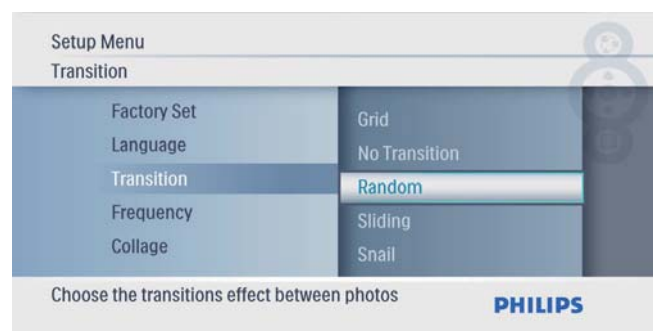 Setup Menu
Transition
Factory Set
Language
Transition
Frequency
Collage
Grid
No Transition
Random
Sliding
Snail
Choose the transitions effect between photos
PHILIPS